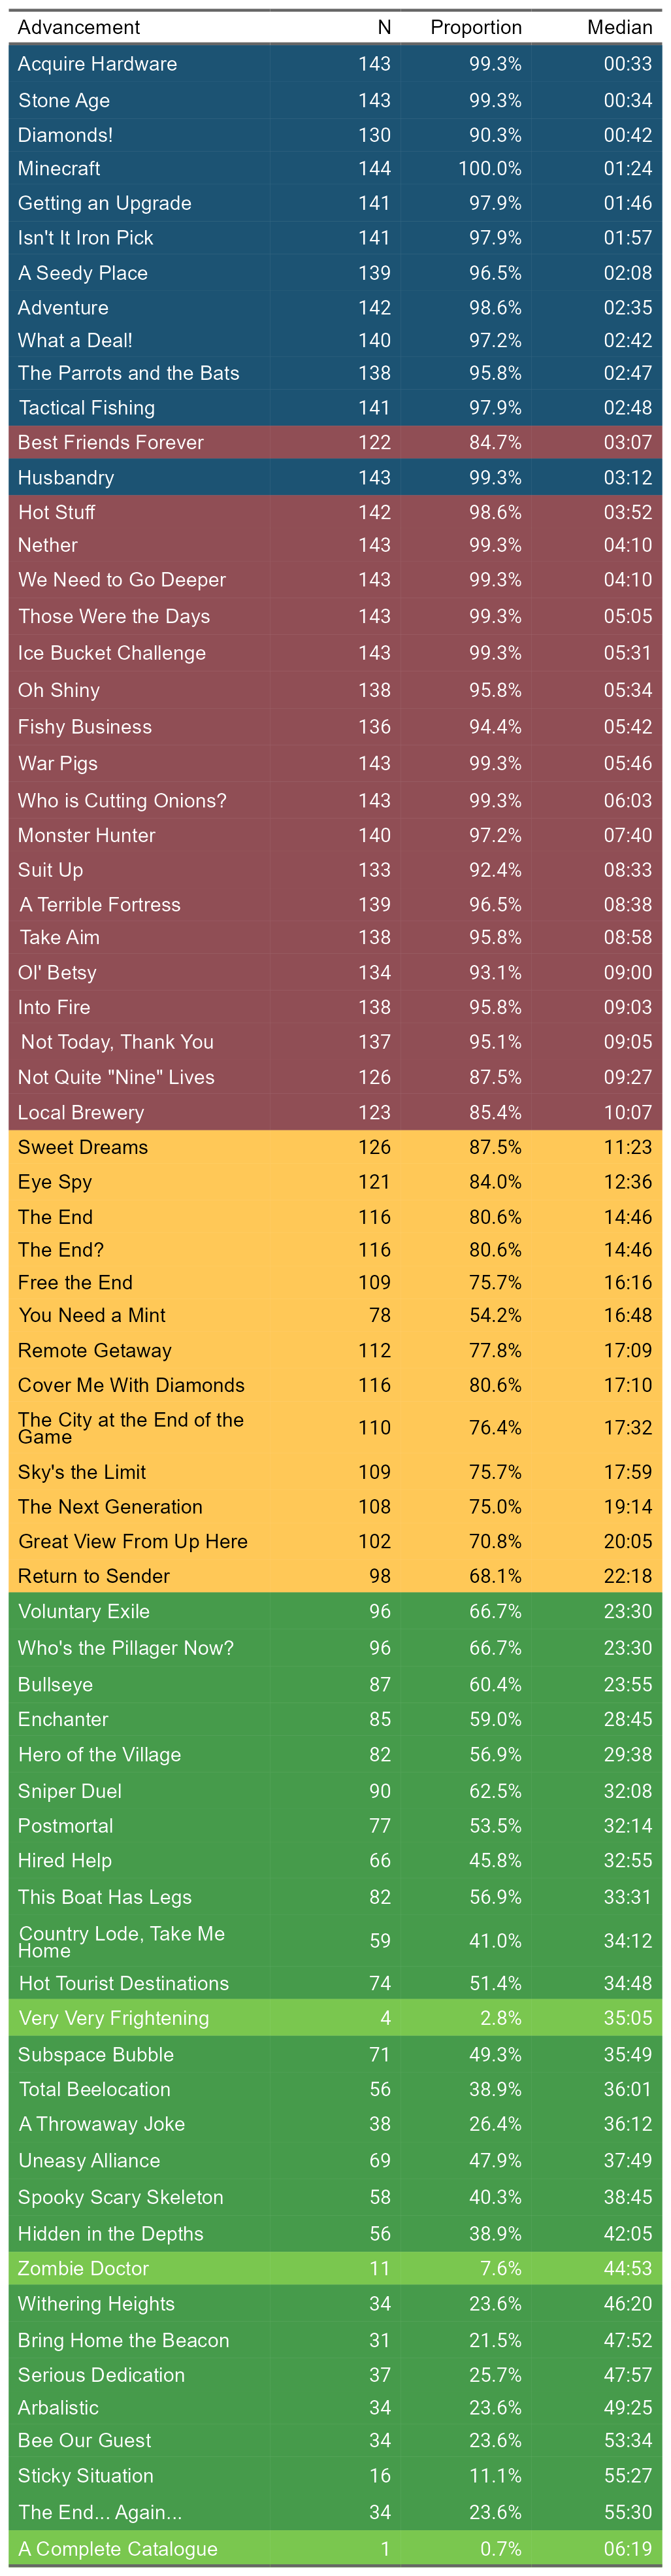 Advancement N Proportion Median
Acquire Hardware 143 99.3% 00:33
Stone Age 143 99.3% 00:34
Diamonds! 130 90.3% 00:42
Minecraft 144 100.0% 01:24
Getting an Upgrade 141 97.9% 01:46
Isn't It Iron Pick 141 97.9% 01:57
A Seedy Place 139 96.5% 02:08
Adventure 142 98.6% 02:35
What a Deal! 140 97.2% 02:42
The Parrots and the Bats 138 95.8% 02:47
Tactical Fishing 141 97.9% 02:48
Best Friends Forever 122 84.7% 03:07
Husbandry 143 99.3% 03:12
Hot Stuff 142 98.6% 03:52
Nether 143 99.3% 04:10
We Need to Go Deeper 143 99.3% 04:10
Those Were the Days 143 99.3% 05:05
Ice Bucket Challenge 143 99.3% 05:31
Oh Shiny 138 95.8% 05:34
Fishy Business 136 94.4% 05:42
War Pigs 143 99.3% 05:46
Who is Cutting Onions? 143 99.3% 06:03
Monster Hunter 140 97.2% 07:40
Suit Up 133 92.4% 08:33
A Terrible Fortress 139 96.5% 08:38
Take Aim 138 95.8% 08:58
Ol' Betsy 134 93.1% 09:00
Into Fire 138 95.8% 09:03
Not Today, Thank You 137 95.1% 09:05
Not Quite "Nine" Lives 126 87.5% 09:27
Local Brewery 123 85.4% 10:07
Sweet Dreams 126 87.5% 11:23
Eye Spy 121 84.0% 12:36
The End 116 80.6% 14:46
The End? 116 80.6% 14:46
Free the End 109 75.7% 16:16
You Need a Mint 78 54.2% 16:48
Remote Getaway 112 77.8% 17:09
Cover Me With Diamonds 116 80.6% 17:10
The City at the End of the
Game 110 76.4% 17:32
Sky's the Limit 109 75.7% 17:59
The Next Generation 108 75.0% 19:14
Great View From Up Here 102 70.8% 20:05
Return to Sender 98 68.1% 22:18
Voluntary Exile 96 66.7% 23:30
Who's the Pillager Now? 96 66.7% 23:30
Bullseye 87 60.4% 23:55
Enchanter 85 59.0% 28:45
Hero of the Village 82 56.9% 29:38
Sniper Duel 90 62.5% 32:08
Postmortal 77 53.5% 32:14
Hired Help 66 45.8% 32:55
This Boat Has Legs 82 56.9% 33:31
Country Lode, Take Me
Home 59 41.0% 34:12
Hot Tourist Destinations 74 51.4% 34:48
Very Very Frightening 4 2.8% 35:05
Subspace Bubble 71 49.3% 35:49
Total Beelocation 56 38.9% 36:01
A Throwaway Joke 38 26.4% 36:12
Uneasy Alliance 69 47.9% 37:49
Spooky Scary Skeleton 58 40.3% 38:45
Hidden in the Depths 56 38.9% 42:05
Zombie Doctor 11 7.6% 44:53
Withering Heights 34 23.6% 46:20
Bring Home the Beacon 31 21.5% 47:52
Serious Dedication 37 25.7% 47:57
Arbalistic 34 23.6% 49:25
Bee Our Guest 34 23.6% 53:34
Sticky Situation 16 11.1% 55:27
The End... Again... 34 23.6% 55:30
A Complete Catalogue 1 0.7% 06:19